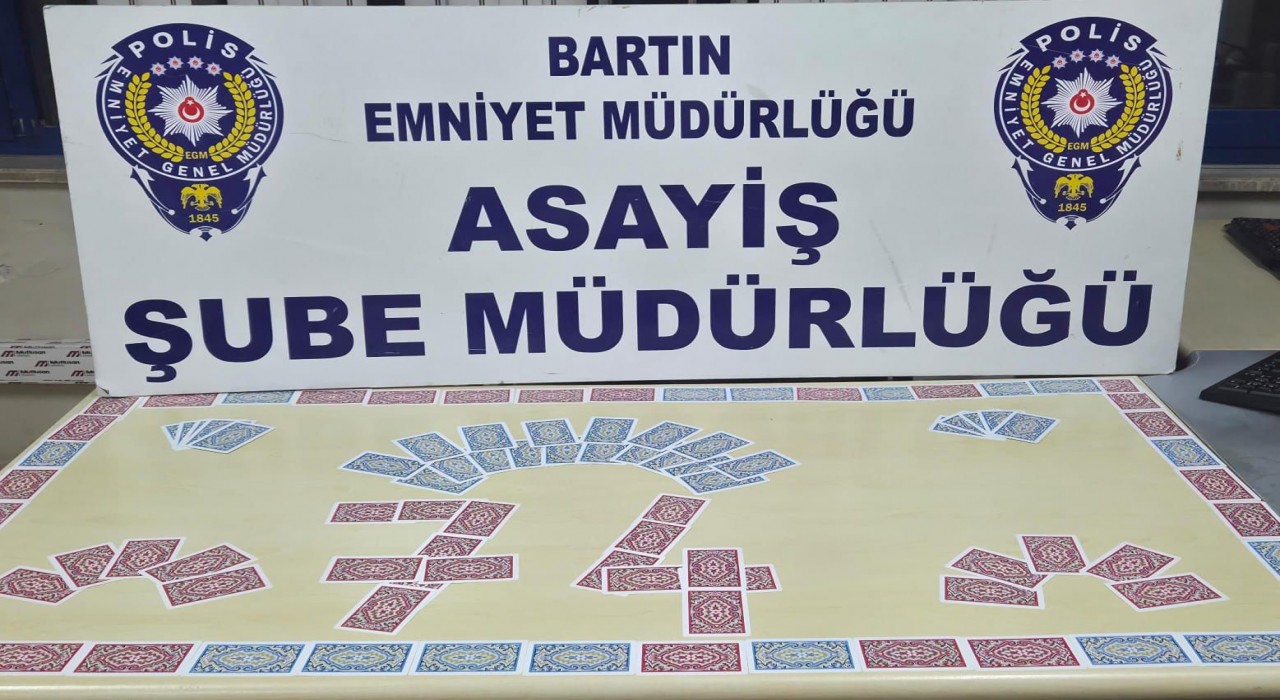 BARTIN
EMNİYET MÜDÜRLÜĞÜ
ASAYİŞ
ŞUBE MÜDÜRLÜĞÜ
POLİS
EMNİYET GENEL MÜDÜRLÜĞÜ
EGM
1845
POLİS
EMNİYET GENEL MÜDÜRLÜĞÜ
EGM
1845
74